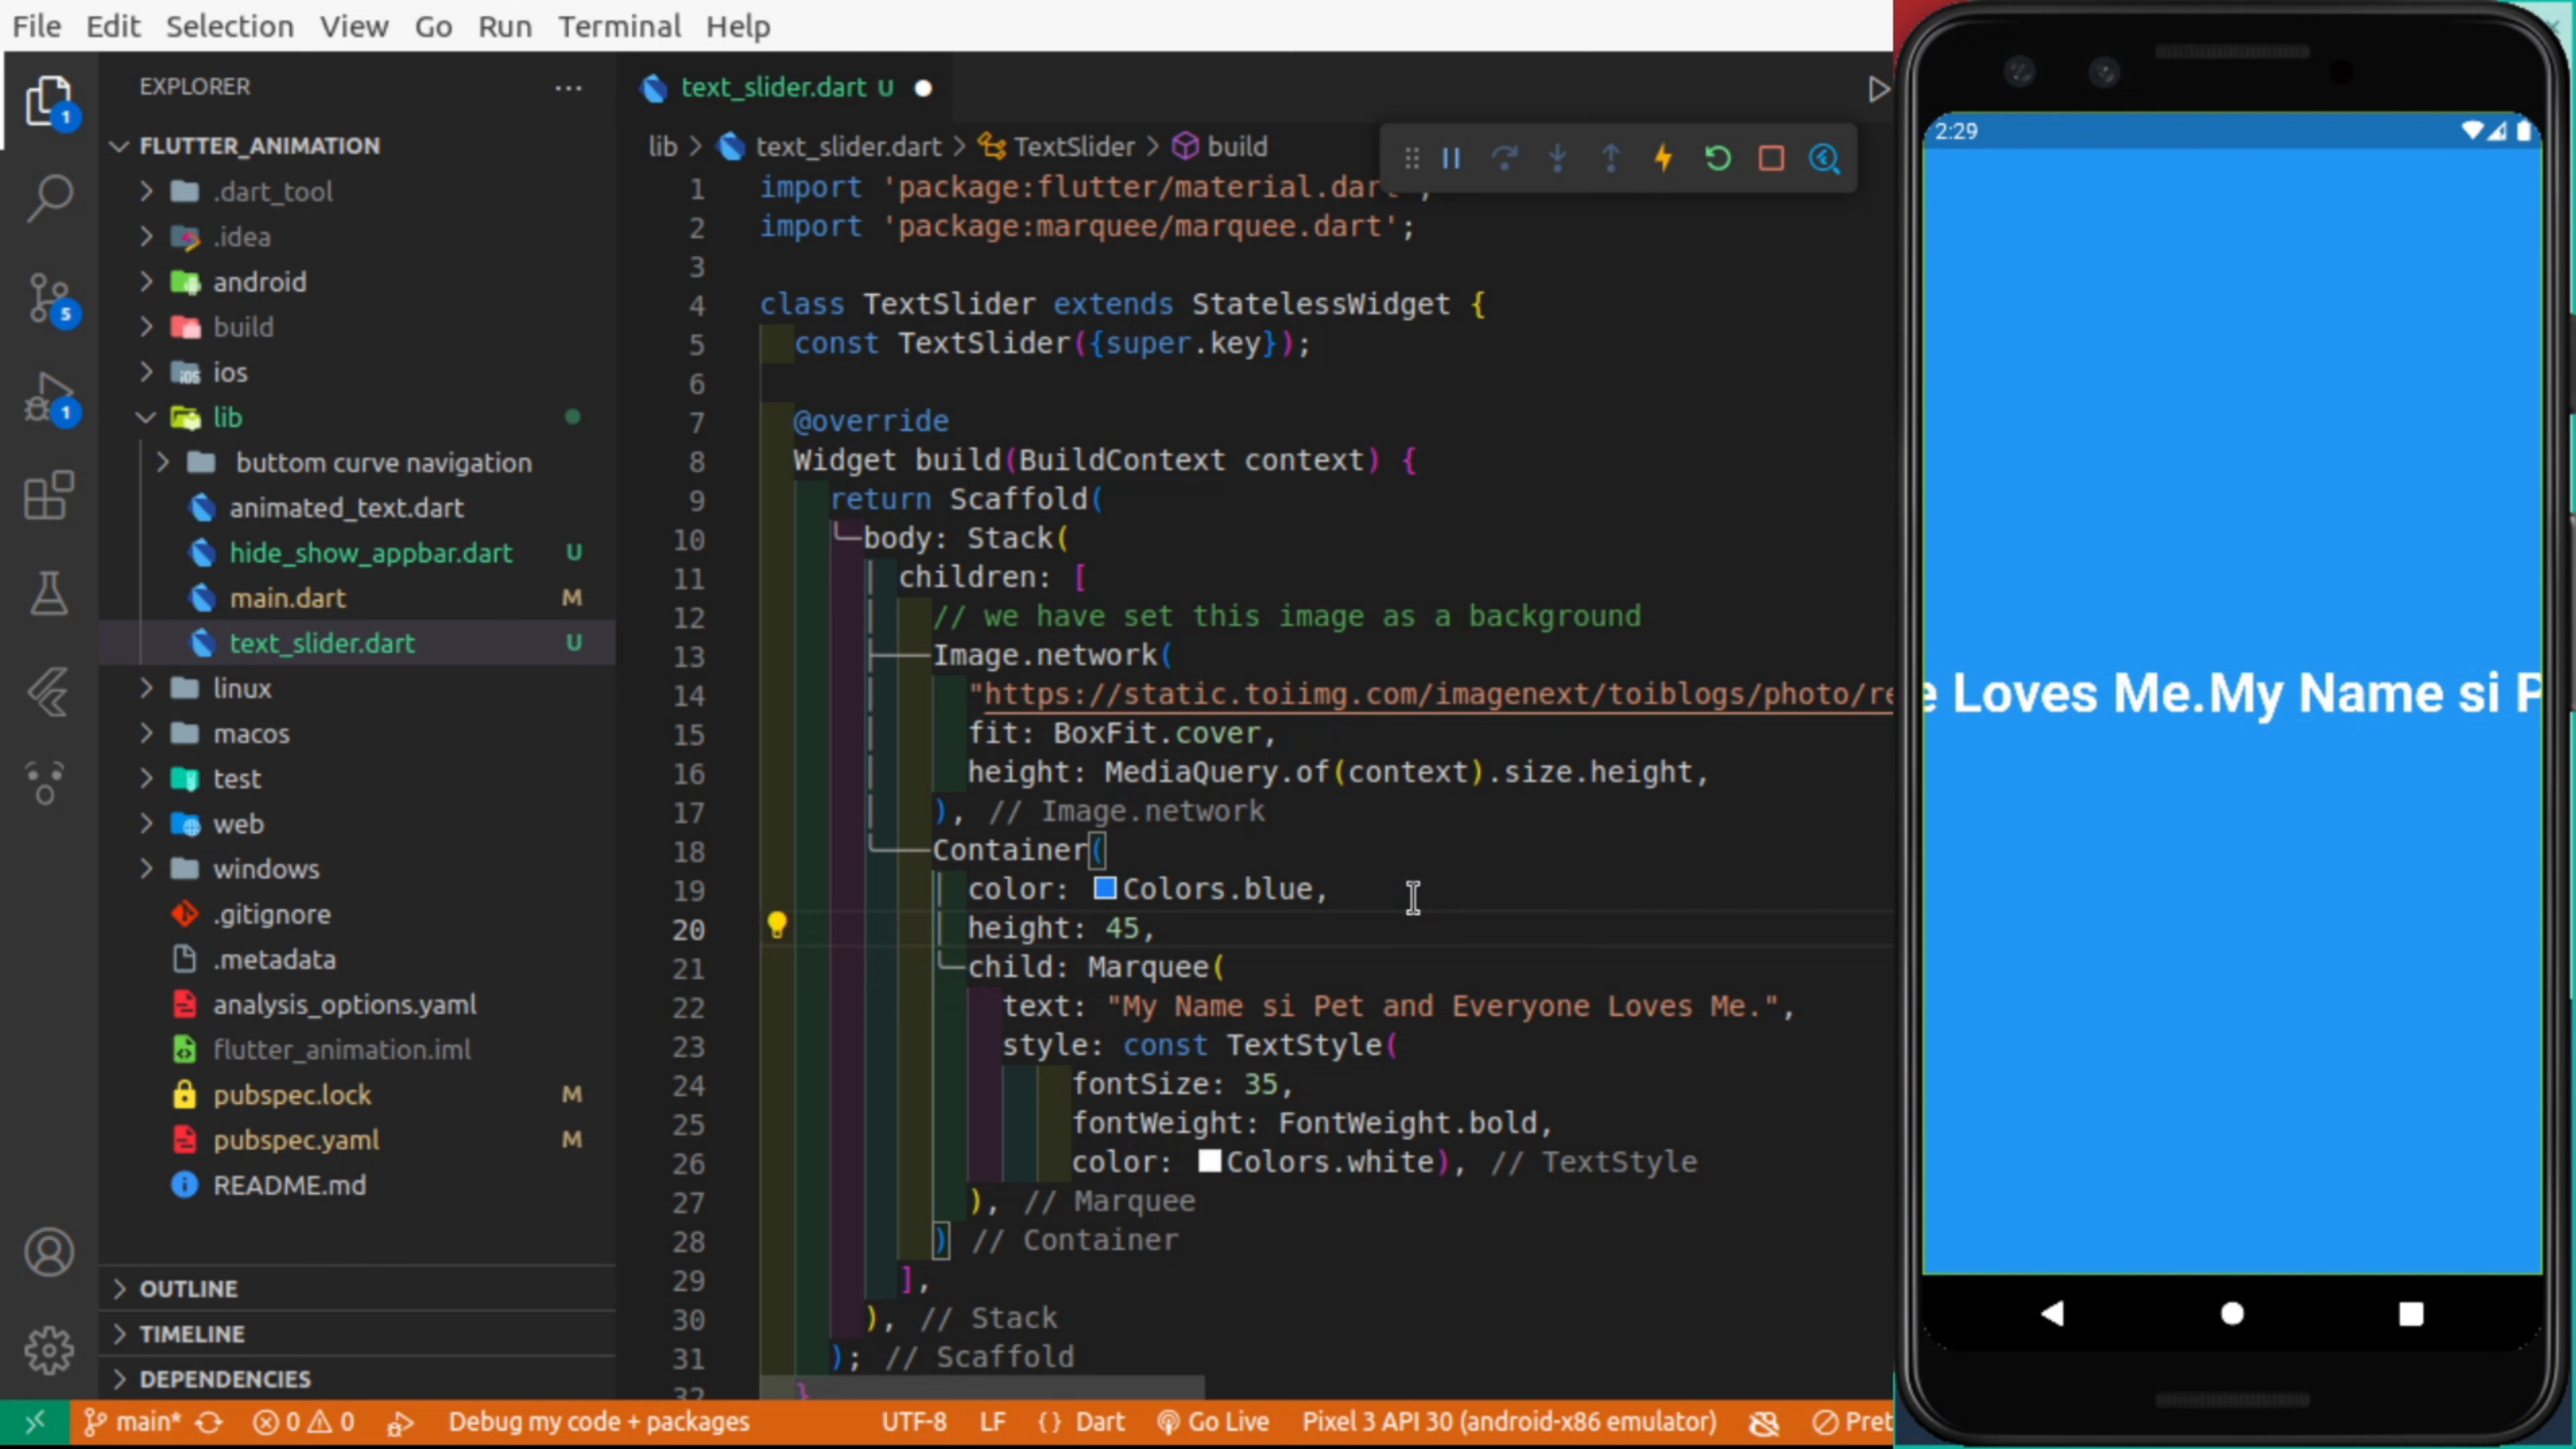 File Edit Selection View Go Run Terminal Help
EXPLORER
FLUTTER_ANIMATION
.dart_tool
.idea
android
build
ios
lib
buttom curve navigation
animated_text.dart
hide_show_appbar.dart U
main.dart M
text_slider.dart U
linux
macos
test
web
windows
.gitignore
.metadata
analysis_options.yaml
flutter_animation.iml
pubspec.lock M
pubspec.yaml M
README.md
OUTLINE
TIMELINE
DEPENDENCIES
1
5
1
text_slider.dart U
lib > text_slider.dart > TextSlider > build
1 import 'package:flutter/material.dart';
2 import 'package:marquee/marquee.dart';
3
4 class TextSlider extends StatelessWidget {
5 const TextSlider({super.key});
6
7 @override
8 Widget build(BuildContext context) {
9 return Scaffold(
10 body: Stack(
11 children: [
12 // we have set this image as a background
13 Image.network(
14 "https://static.toiimg.com/imagenext/toiblogs/photo/re
15 fit: BoxFit.cover,
16 height: MediaQuery.of(context).size.height,
17 ), // Image.network
18 Container(
19 color: Colors.blue,
20 height: 45,
21 child: Marquee(
22 text: "My Name si Pet and Everyone Loves Me.",
23 style: const TextStyle(
24 fontSize: 35,
25 fontWeight: FontWeight.bold,
26 color: Colors.white), // TextStyle
27 ), // Marquee
28 ) // Container
29 ],
30 ), // Stack
31 ); // Scaffold
32 }
main* 0 0 Debug my code + packages UTF-8 LF {} Dart Go Live Pixel 3 API 30 (android-x86 emulator) Pret
2:29
e Loves Me.My Name si P